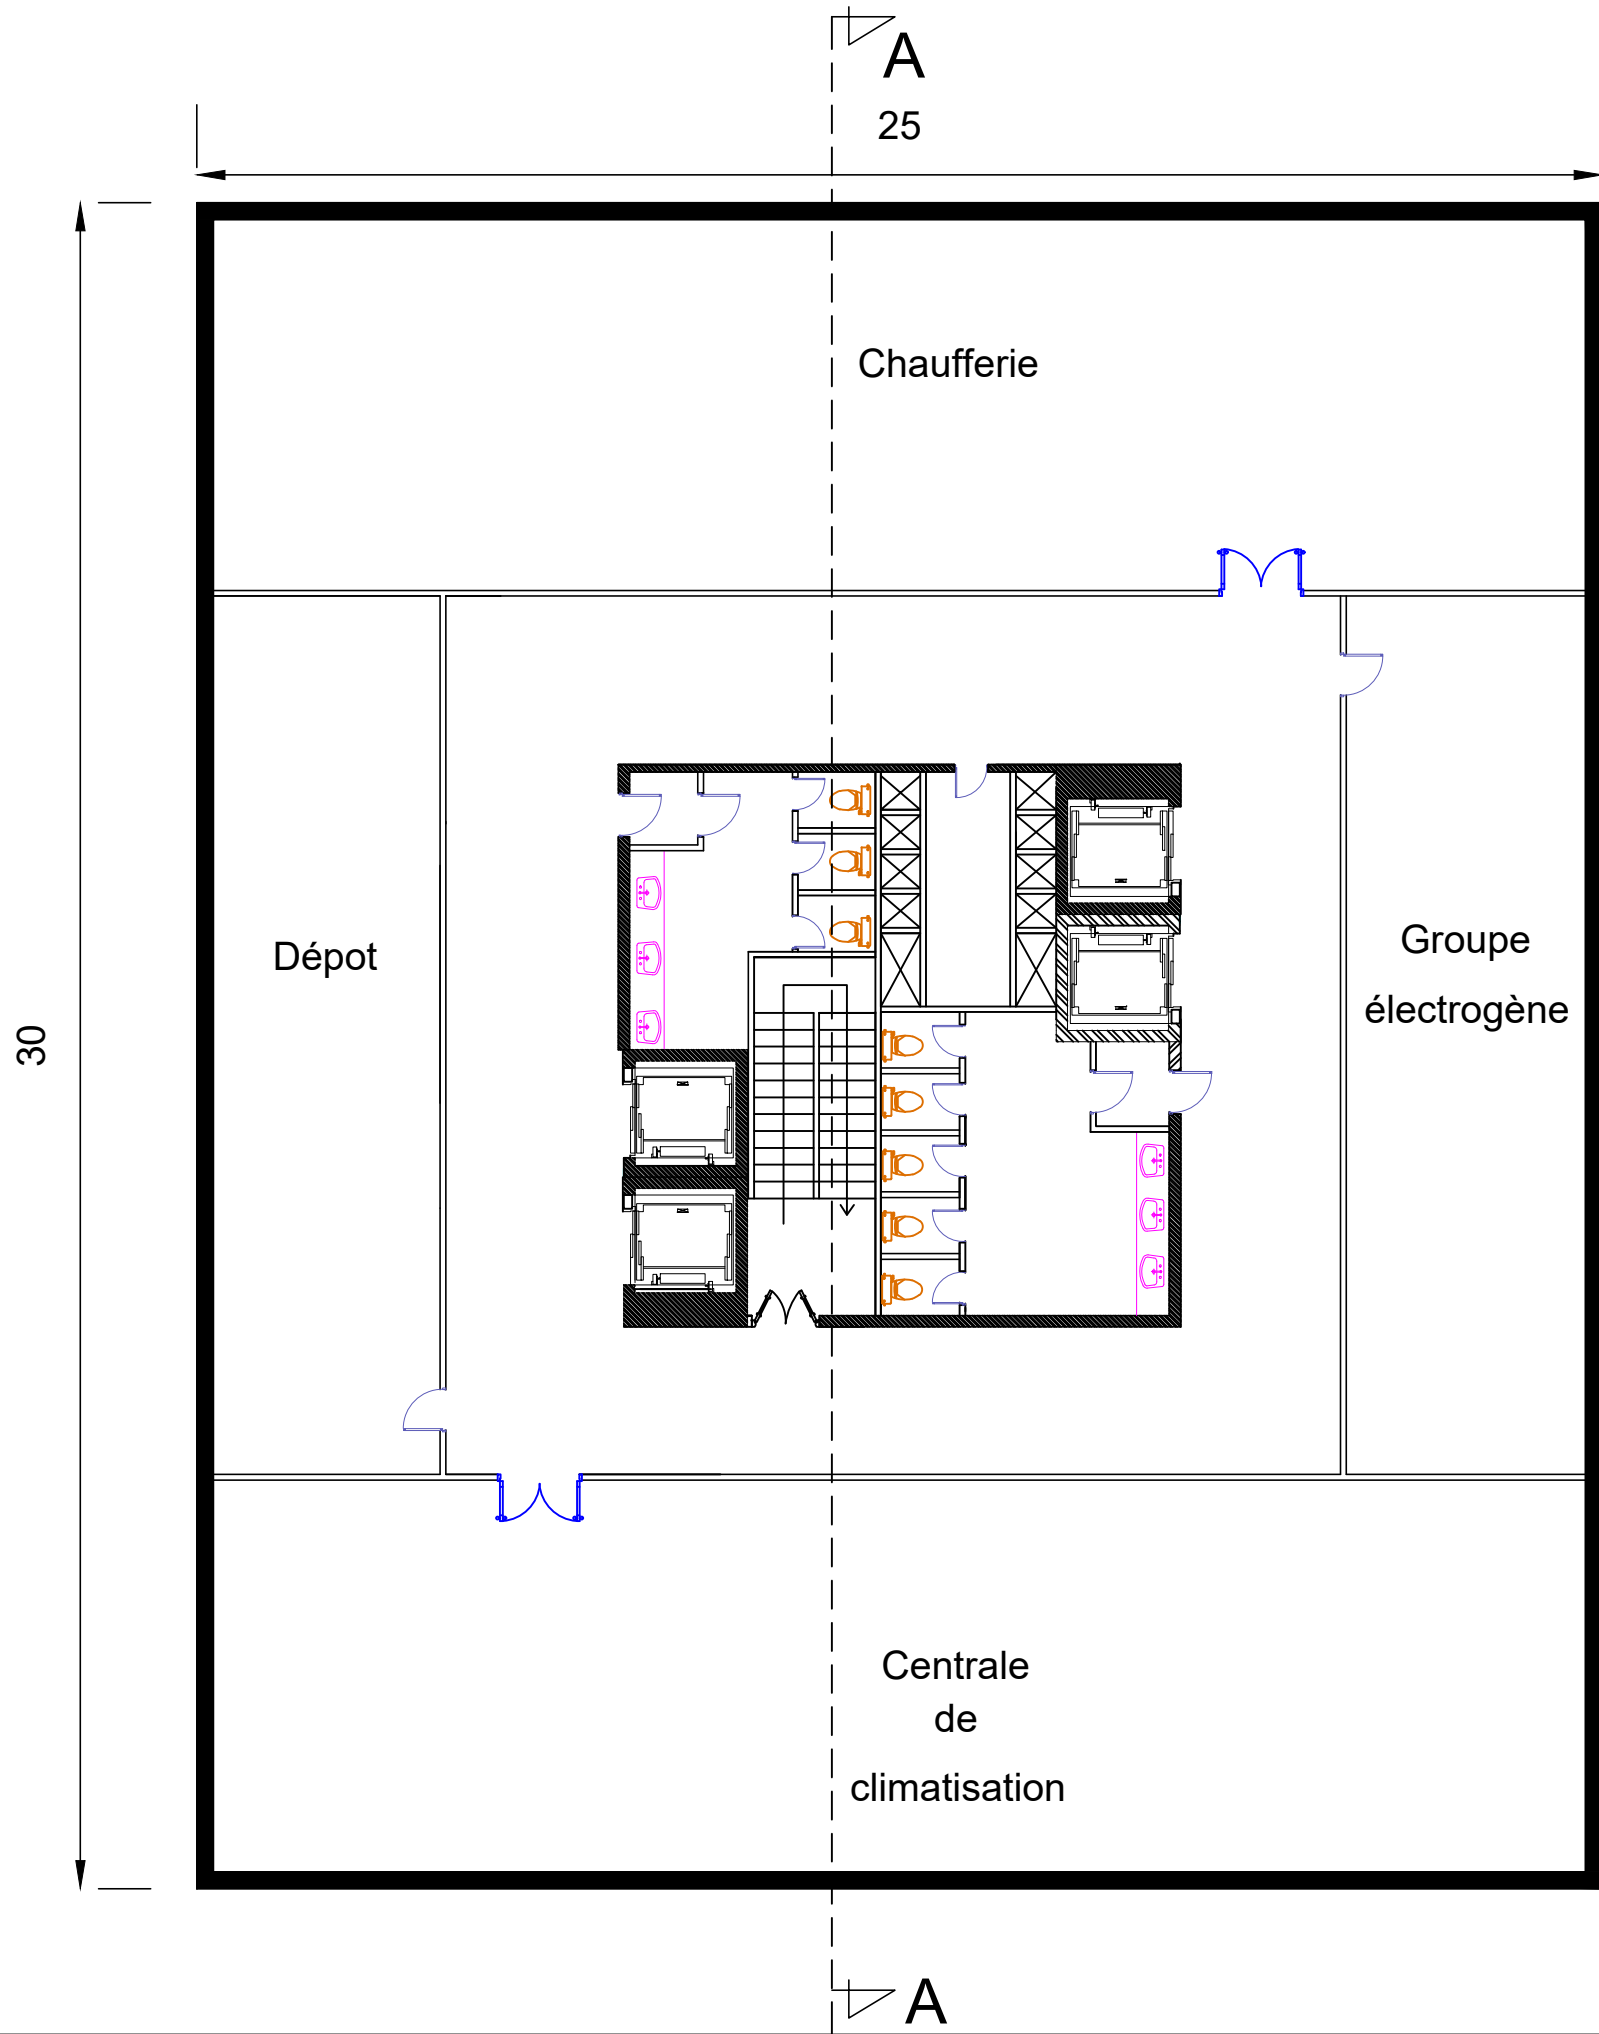 A
25
Chaufferie
Dépot
Groupe
électrogène
30
Centrale
de
climatisation
A